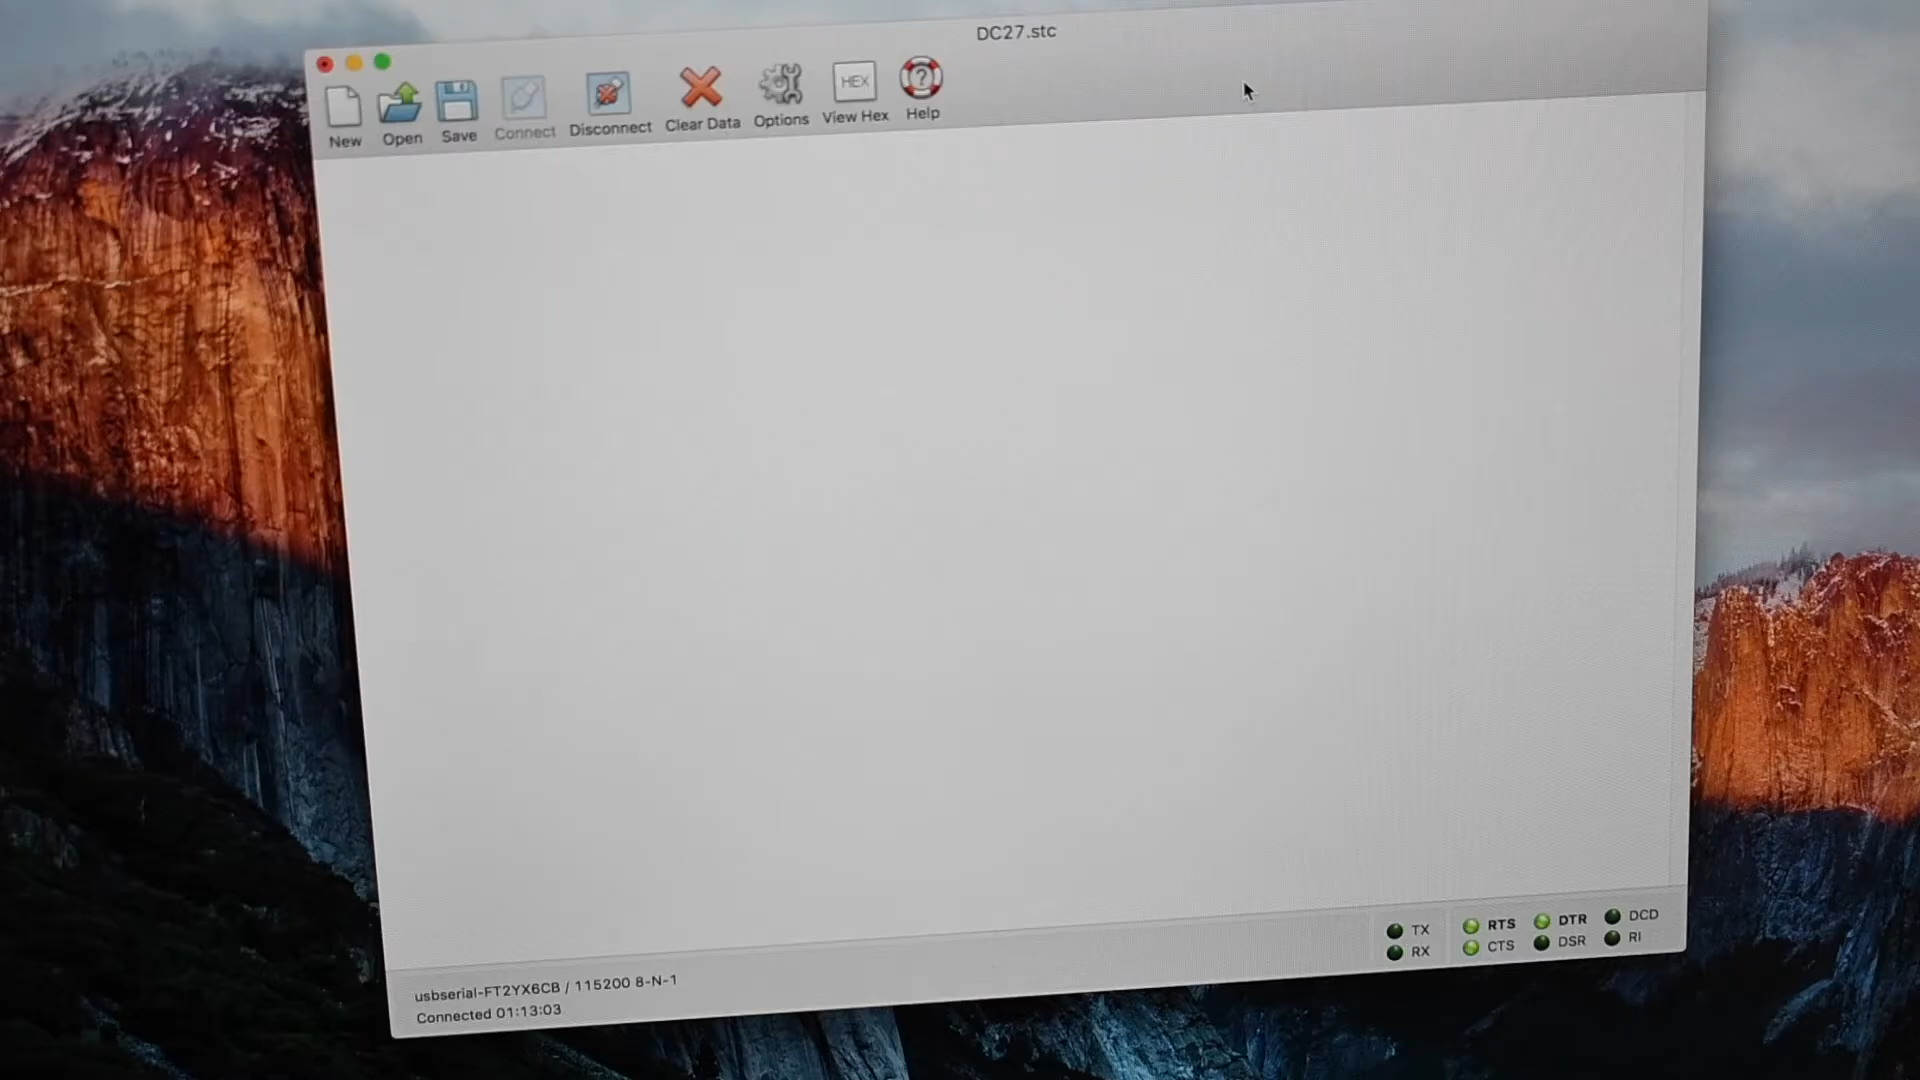 DC27.stc
New Open Save Connect Disconnect Clear Data Options View Hex Help
HEX
TX RTS DTR DCD
RX CTS DSR RI
usbserial-FT2YX6CB / 115200 8-N-1
Connected 01:13:03